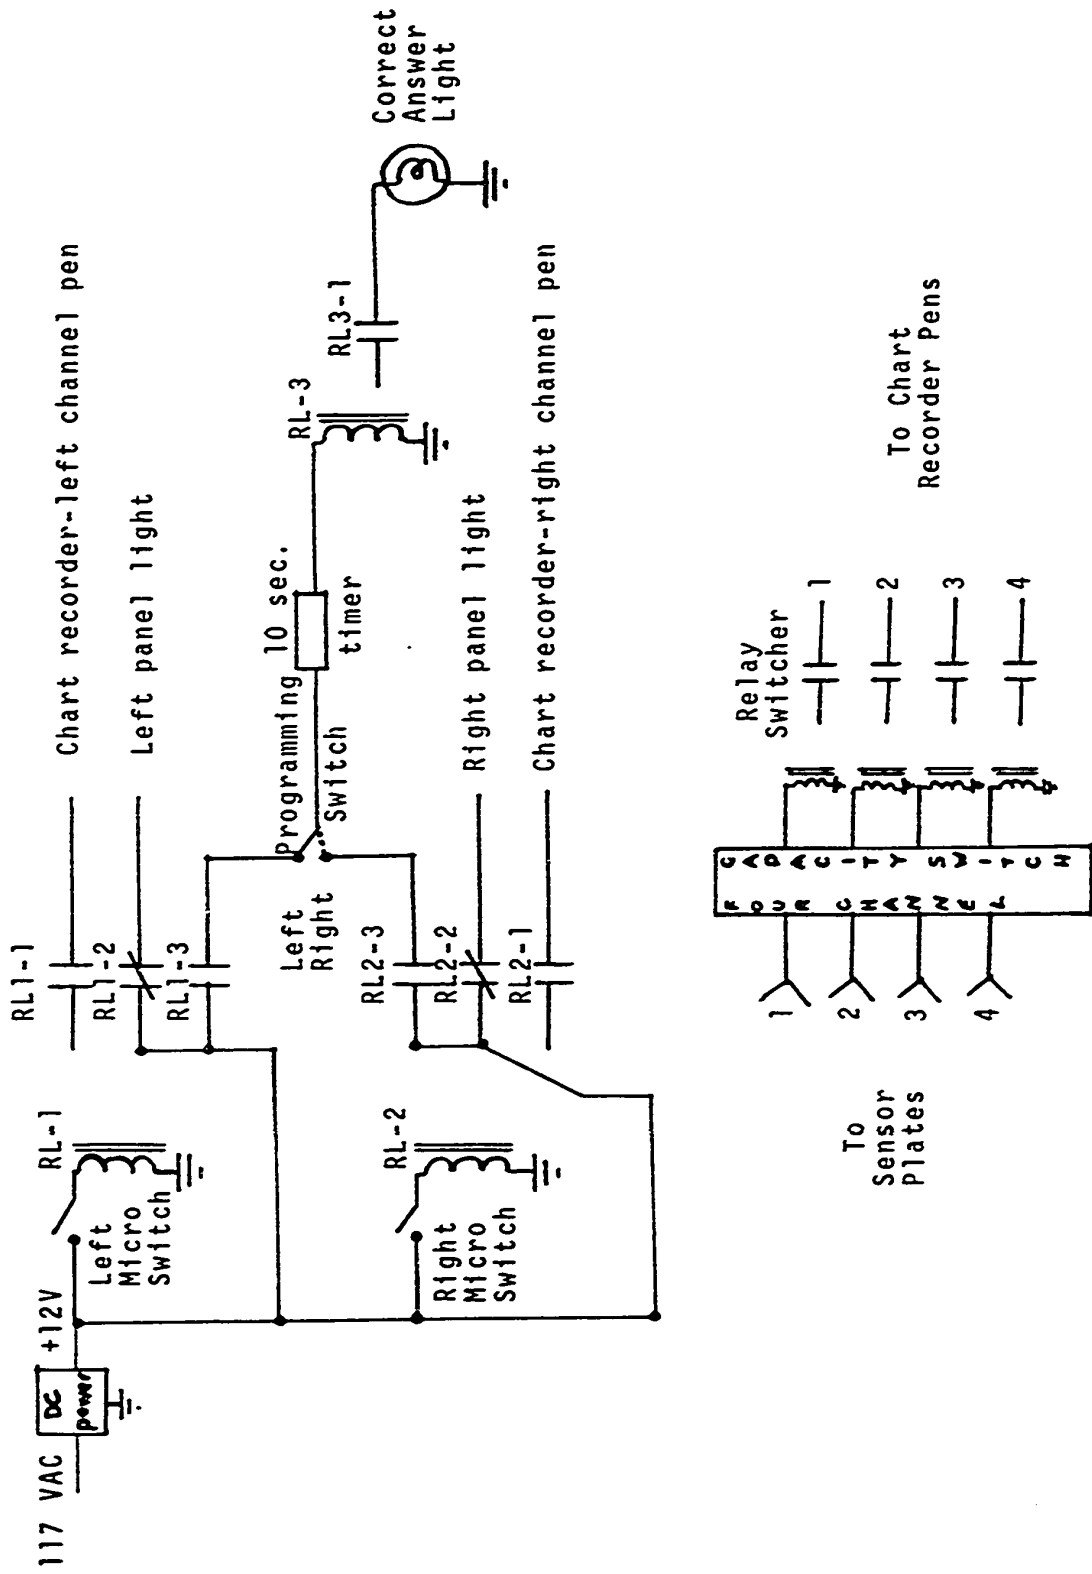 117 VAC
DC
power
+12V
Left
Micro
Switch
RL-1
RL1-1
Chart recorder-left channel pen
RL1-2
Left panel light
RL1-3
Left
Right
Programming
Switch
10 sec.
timer
RL-3
RL3-1
Correct
Answer
Light
Right
Micro
Switch
RL-2
RL2-3
RL2-2
Right panel light
RL2-1
Chart recorder-right channel pen
To
Sensor
Plates
1
2
3
4
FOUR CHANNEL
CAPACITY SWITCH
Relay
Switcher
1
2
3
4
To Chart
Recorder Pens